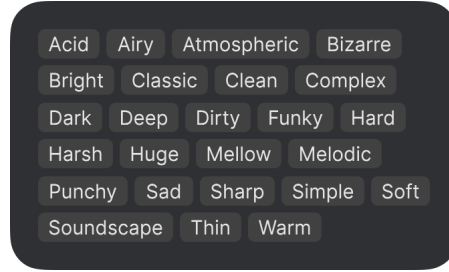 Acid Airy Atmospheric Bizarre
Bright Classic Clean Complex
Dark Deep Dirty Funky Hard
Harsh Huge Mellow Melodic
Punchy Sad Sharp Simple Soft
Soundscape Thin Warm